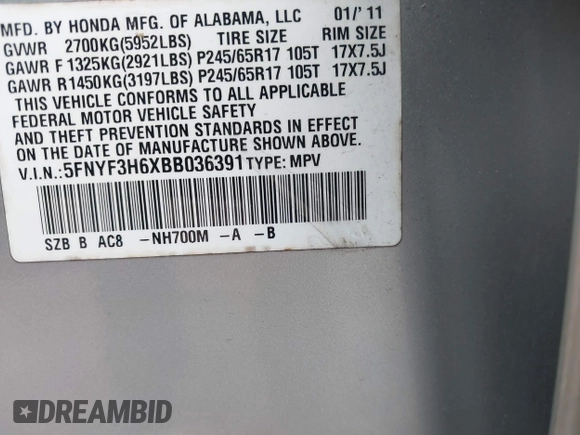 MFD. BY HONDA MFG. OF ALABAMA, LLC 01/'11
GVWR 2700KG(5952LBS) TIRE SIZE RIM SIZE
GAWR F 1325KG(2921LBS) P245/65R17 105T 17X7.5J
GAWR R1450KG(3197LBS) P245/65R17 105T 17X7.5J
THIS VEHICLE CONFORMS TO ALL APPLICABLE
FEDERAL MOTOR VEHICLE SAFETY
AND THEFT PREVENTION STANDARDS IN EFFECT
ON THE DATE OF MANUFACTURE SHOWN ABOVE.
V.I.N.:5FNYF3H6XBB036391 TYPE: MPV
SZB B AC8 -NH700M -A -B
DREAMBID